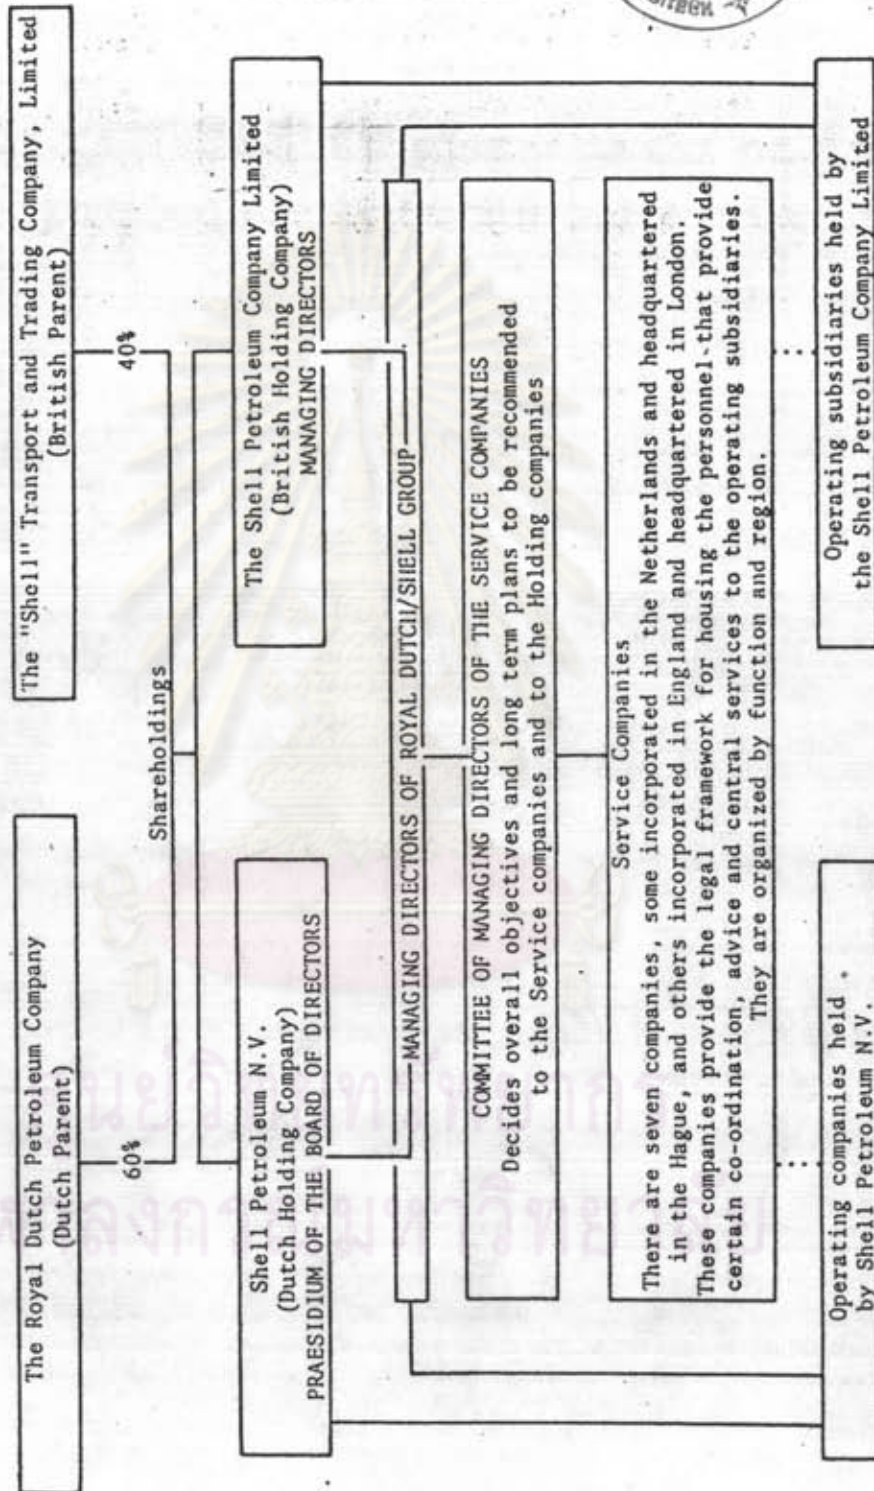 The Royal Dutch Petroleum Company
(Dutch Parent)
The "Shell" Transport and Trading Company, Limited
(British Parent)
60%
Shareholdings
40%
Shell Petroleum N.V.
(Dutch Holding Company)
PRAESIDIUM OF THE BOARD OF DIRECTORS
The Shell Petroleum Company Limited
(British Holding Company)
MANAGING DIRECTORS
MANAGING DIRECTORS OF ROYAL DUTCH/SHELL GROUP
COMMITTEE OF MANAGING DIRECTORS OF THE SERVICE COMPANIES
Decides overall objectives and long term plans to be recommended
to the Service companies and to the Holding companies
Service Companies
There are seven companies, some incorporated in the Netherlands and headquartered
in the Hague, and others incorporated in England and headquartered in London.
These companies provide the legal framework for housing the personnel that provide
certain co-ordination, advice and central services to the operating subsidiaries.
They are organized by function and region.
Operating companies held
by Shell Petroleum N.V.
Operating subsidiaries held by
the Shell Petroleum Company Limited